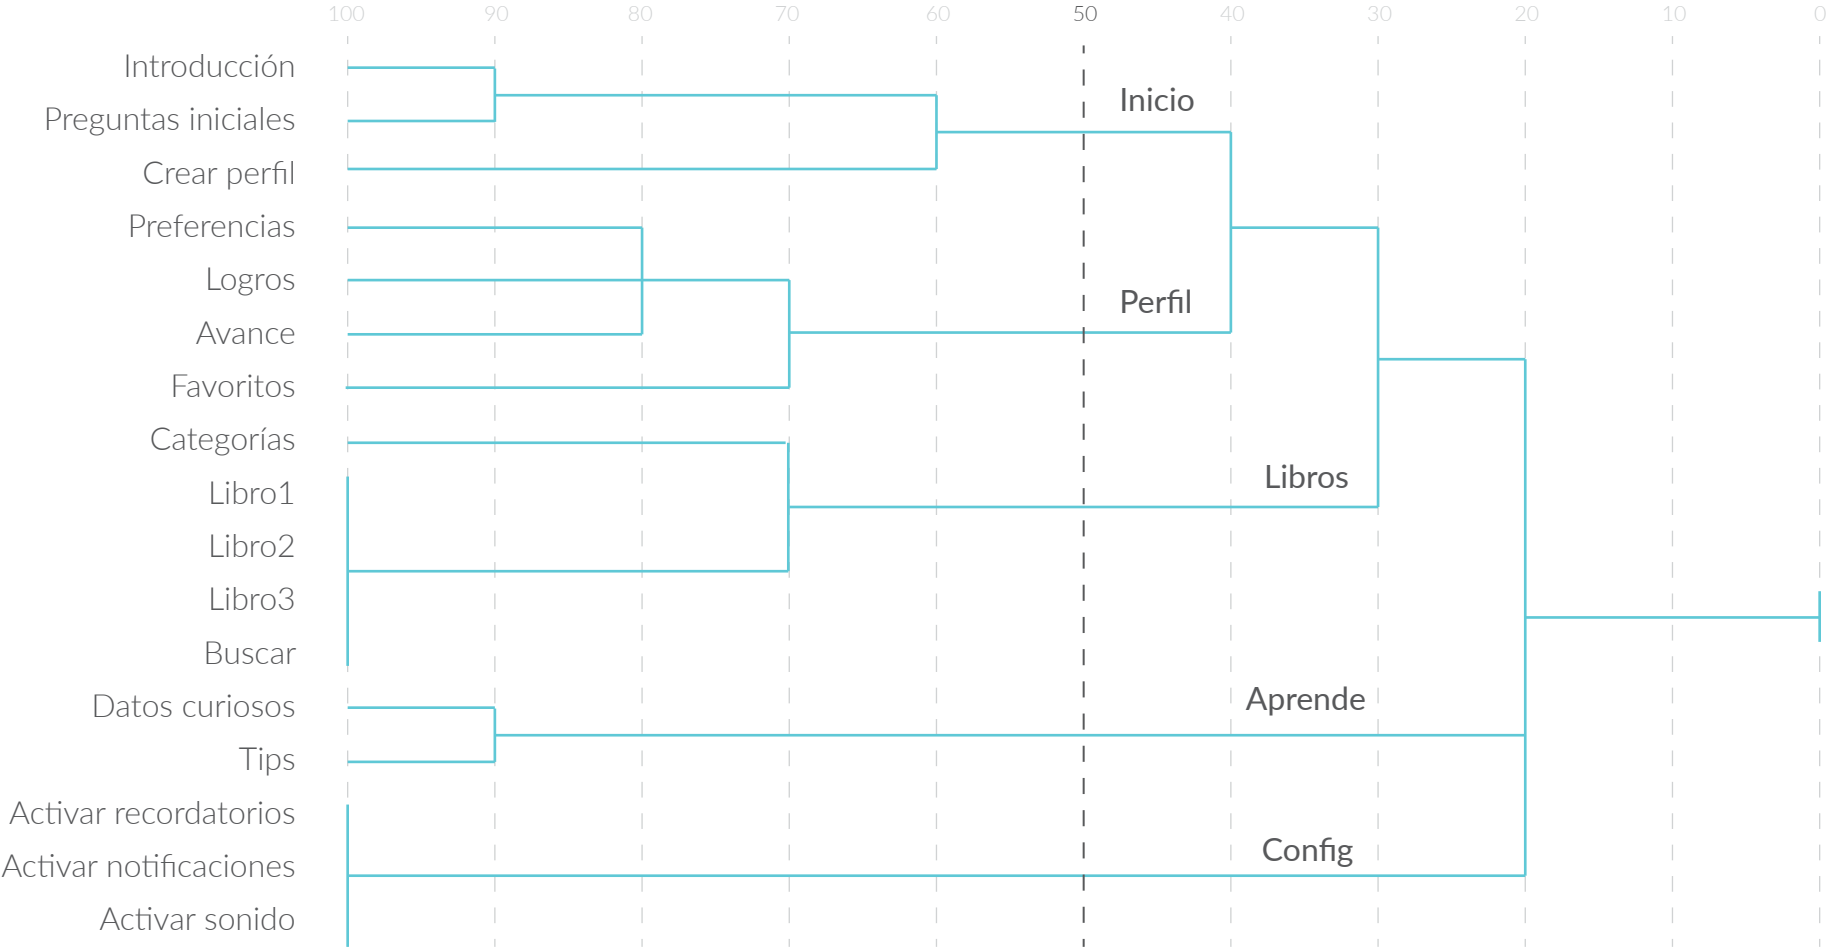 100 90 80 70 60 50 40 30 20 10 0
Introducción
Inicio
Preguntas iniciales
Crear perfil
Preferencias
Logros
Perfil
Avance
Favoritos
Categorías
Libros
Libro1
Libro2
Libro3
Buscar
Aprende
Datos curiosos
Tips
Activar recordatorios
Config
Activar notificaciones
Activar sonido